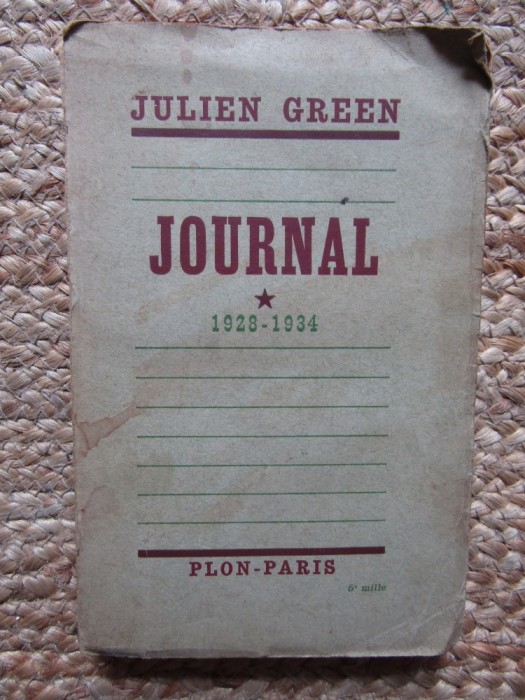 JULIEN GREEN
JOURNAL
★
1928-1934
PLON-PARIS
6e mille